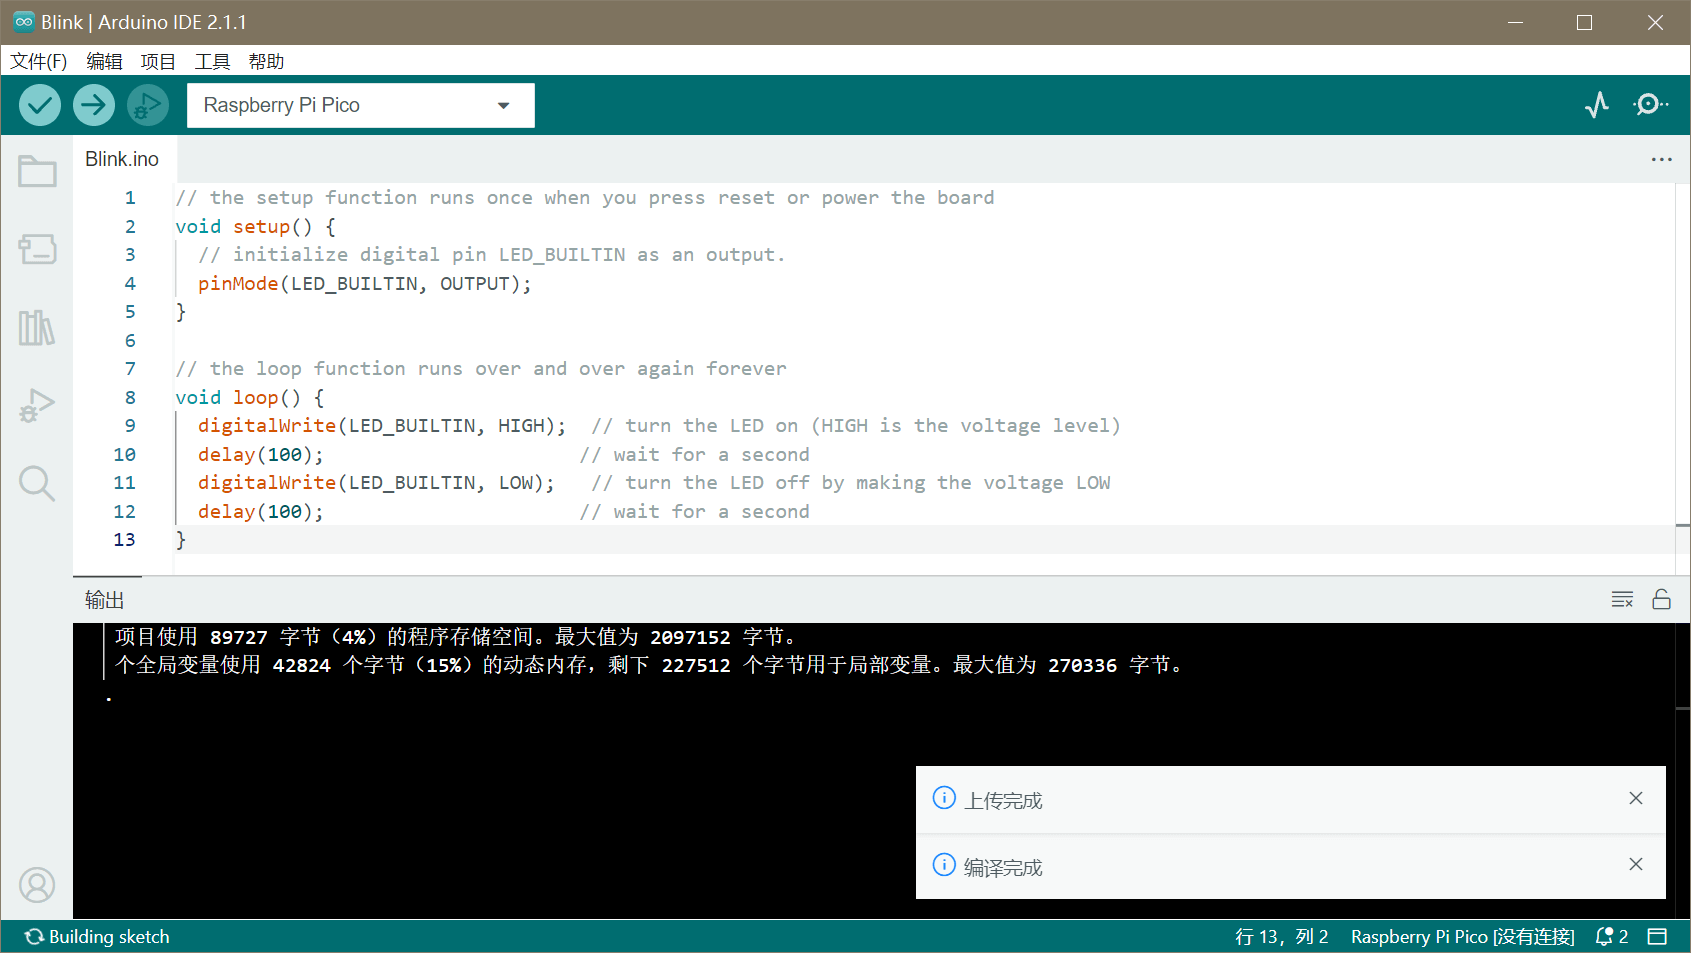 Blink | Arduino IDE 2.1.1
文件(F) 编辑 项目 工具 帮助
Raspberry Pi Pico
Blink.ino
1 // the setup function runs once when you press reset or power the board
2 void setup() {
3   // initialize digital pin LED_BUILTIN as an output.
4   pinMode(LED_BUILTIN, OUTPUT);
5 }
6
7 // the loop function runs over and over again forever
8 void loop() {
9   digitalWrite(LED_BUILTIN, HIGH);  // turn the LED on (HIGH is the voltage level)
10   delay(100);                      // wait for a second
11   digitalWrite(LED_BUILTIN, LOW);   // turn the LED off by making the voltage LOW
12   delay(100);                      // wait for a second
13 }
输出
项目使用 89727 字节（4%）的程序存储空间。最大值为 2097152 字节。
个全局变量使用 42824 个字节（15%）的动态内存，剩下 227512 个字节用于局部变量。最大值为 270336 字节。
.
上传完成
编译完成
Building sketch 行 13，列 2 Raspberry Pi Pico [没有连接] 2